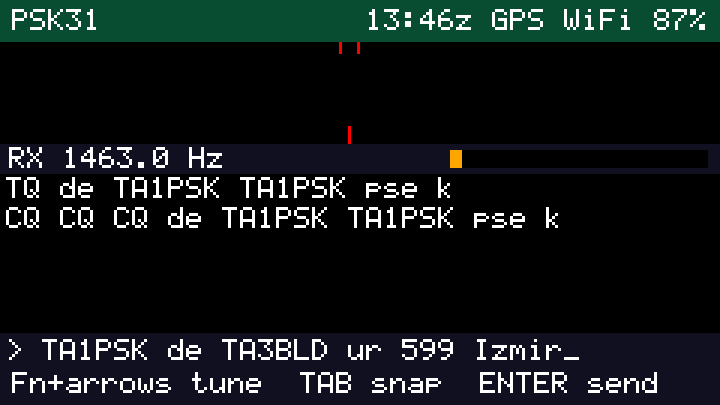 PSK31 13:46z GPS WiFi 87%
RX 1463.0 Hz
TQ de TA1PSK TA1PSK pse k
CQ CQ CQ de TA1PSK TA1PSK pse k
> TA1PSK de TA3BLD ur 599 Izmir_
Fn+arrows tune TAB snap ENTER send